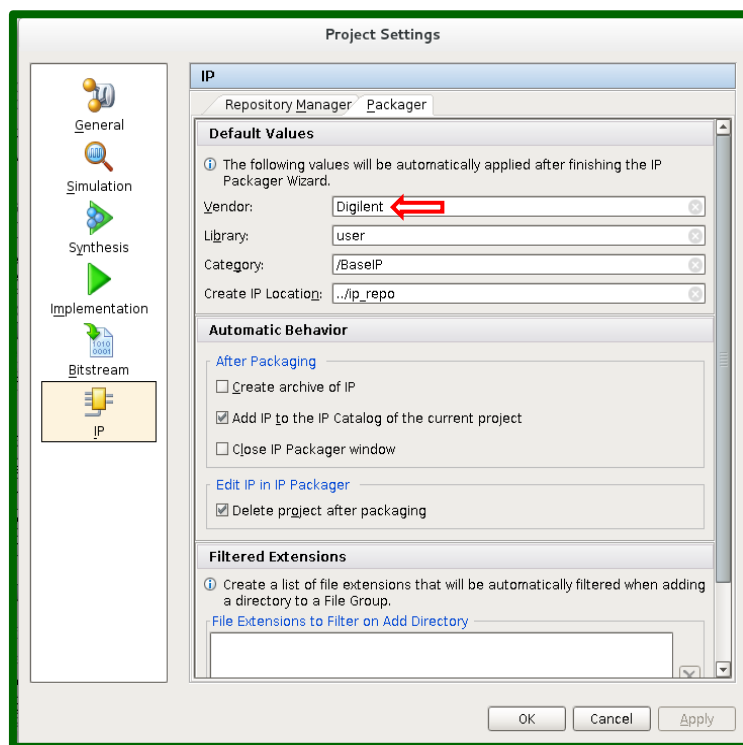 Project Settings
General
Simulation
Synthesis
Implementation
1010
0001
Bitstream
IP
IP
Repository Manager
Packager
Default Values
The following values will be automatically applied after finishing the IP
Packager Wizard.
Vendor: Digilent
Library: user
Category: /BaseIP
Create IP Location: ../ip_repo
Automatic Behavior
After Packaging
Create archive of IP
Add IP to the IP Catalog of the current project
Close IP Packager window
Edit IP in IP Packager
Delete project after packaging
Filtered Extensions
Create a list of file extensions that will be automatically filtered when adding
a directory to a File Group.
File Extensions to Filter on Add Directory
OK Cancel Apply